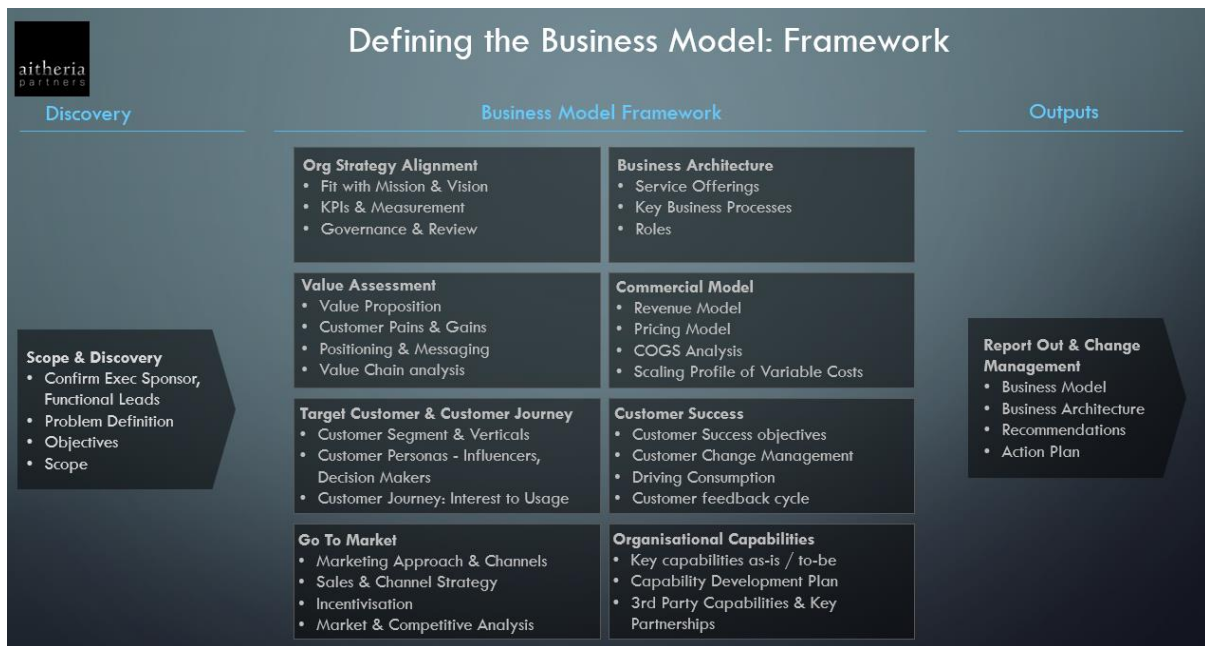 aitheria
partners
Defining the Business Model: Framework
Discovery
Scope & Discovery
• Confirm Exec Sponsor,
Functional Leads
• Problem Definition
• Objectives
• Scope
Business Model Framework
Org Strategy Alignment
• Fit with Mission & Vision
• KPIs & Measurement
• Governance & Review
Business Architecture
• Service Offerings
• Key Business Processes
• Roles
Value Assessment
• Value Proposition
• Customer Pains & Gains
• Positioning & Messaging
• Value Chain analysis
Commercial Model
• Revenue Model
• Pricing Model
• COGS Analysis
• Scaling Profile of Variable Costs
Target Customer & Customer Journey
• Customer Segment & Verticals
• Customer Personas - Influencers,
Decision Makers
• Customer Journey: Interest to Usage
Customer Success
• Customer Success objectives
• Customer Change Management
• Driving Consumption
• Customer feedback cycle
Go To Market
• Marketing Approach & Channels
• Sales & Channel Strategy
• Incentivisation
• Market & Competitive Analysis
Organisational Capabilities
• Key capabilities as-is / to-be
• Capability Development Plan
• 3rd Party Capabilities & Key
Partnerships
Outputs
Report Out & Change
Management
• Business Model
• Business Architecture
• Recommendations
• Action Plan